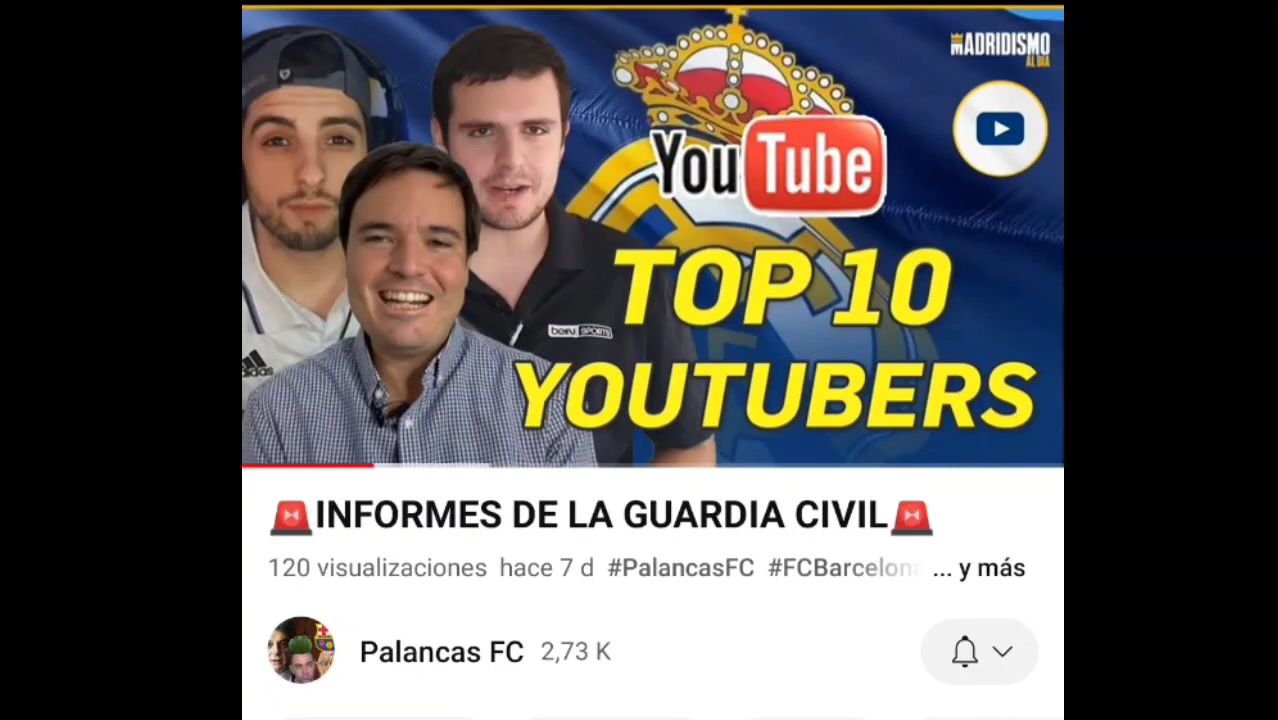 MADRIDISMO
AL DÍA
YouTube
TOP 10
YOUTUBERS
beIN SPORTS
adidas
🚨INFORMES DE LA GUARDIA CIVIL🚨
120 visualizaciones hace 7 d #PalancasFC #FCBarcelona ... y más
Palancas FC 2,73 K